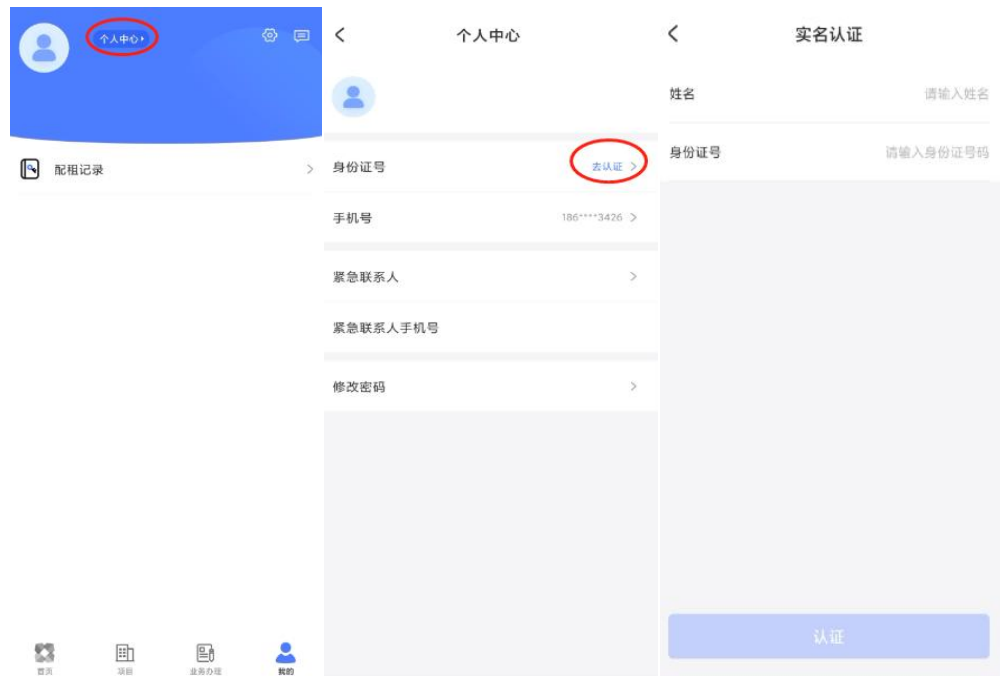 个人中心
配租记录
首页
项目
业务办理
我的
个人中心
身份证号
去认证
手机号
186****3426
紧急联系人
紧急联系人手机号
修改密码
实名认证
姓名
请输入姓名
身份证号
请输入身份证号码
认证